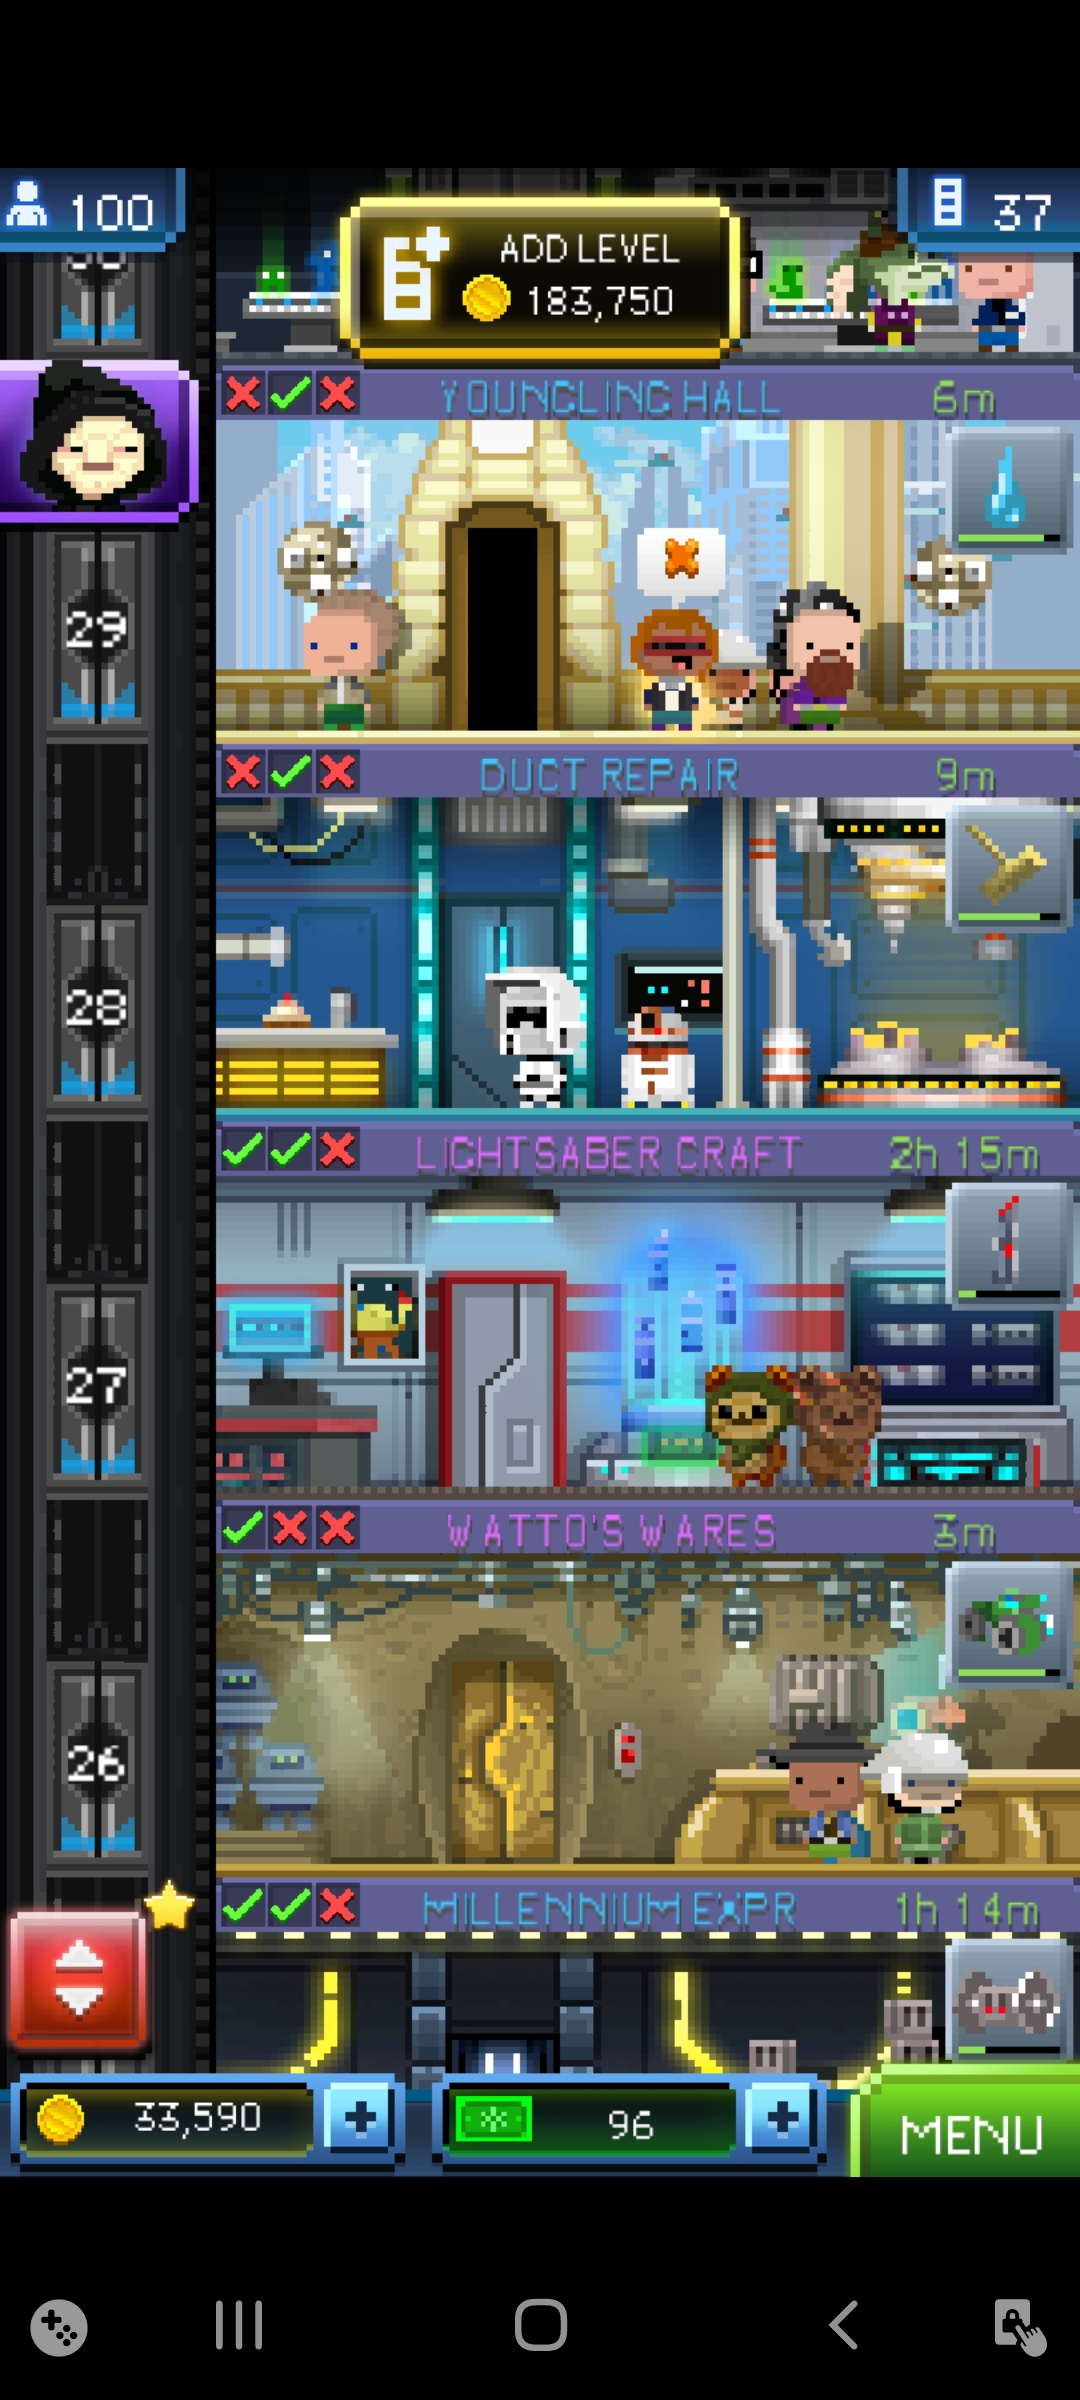 100
37
ADD LEVEL
183,750
YOUNGLING HALL 6m
29
DUCT REPAIR 9m
28
LIGHTSABER CRAFT 2h 15m
27
WATTO'S WARES 3m
26
MILLENNIUM EXPR 1h 14m
33,590
96
MENU